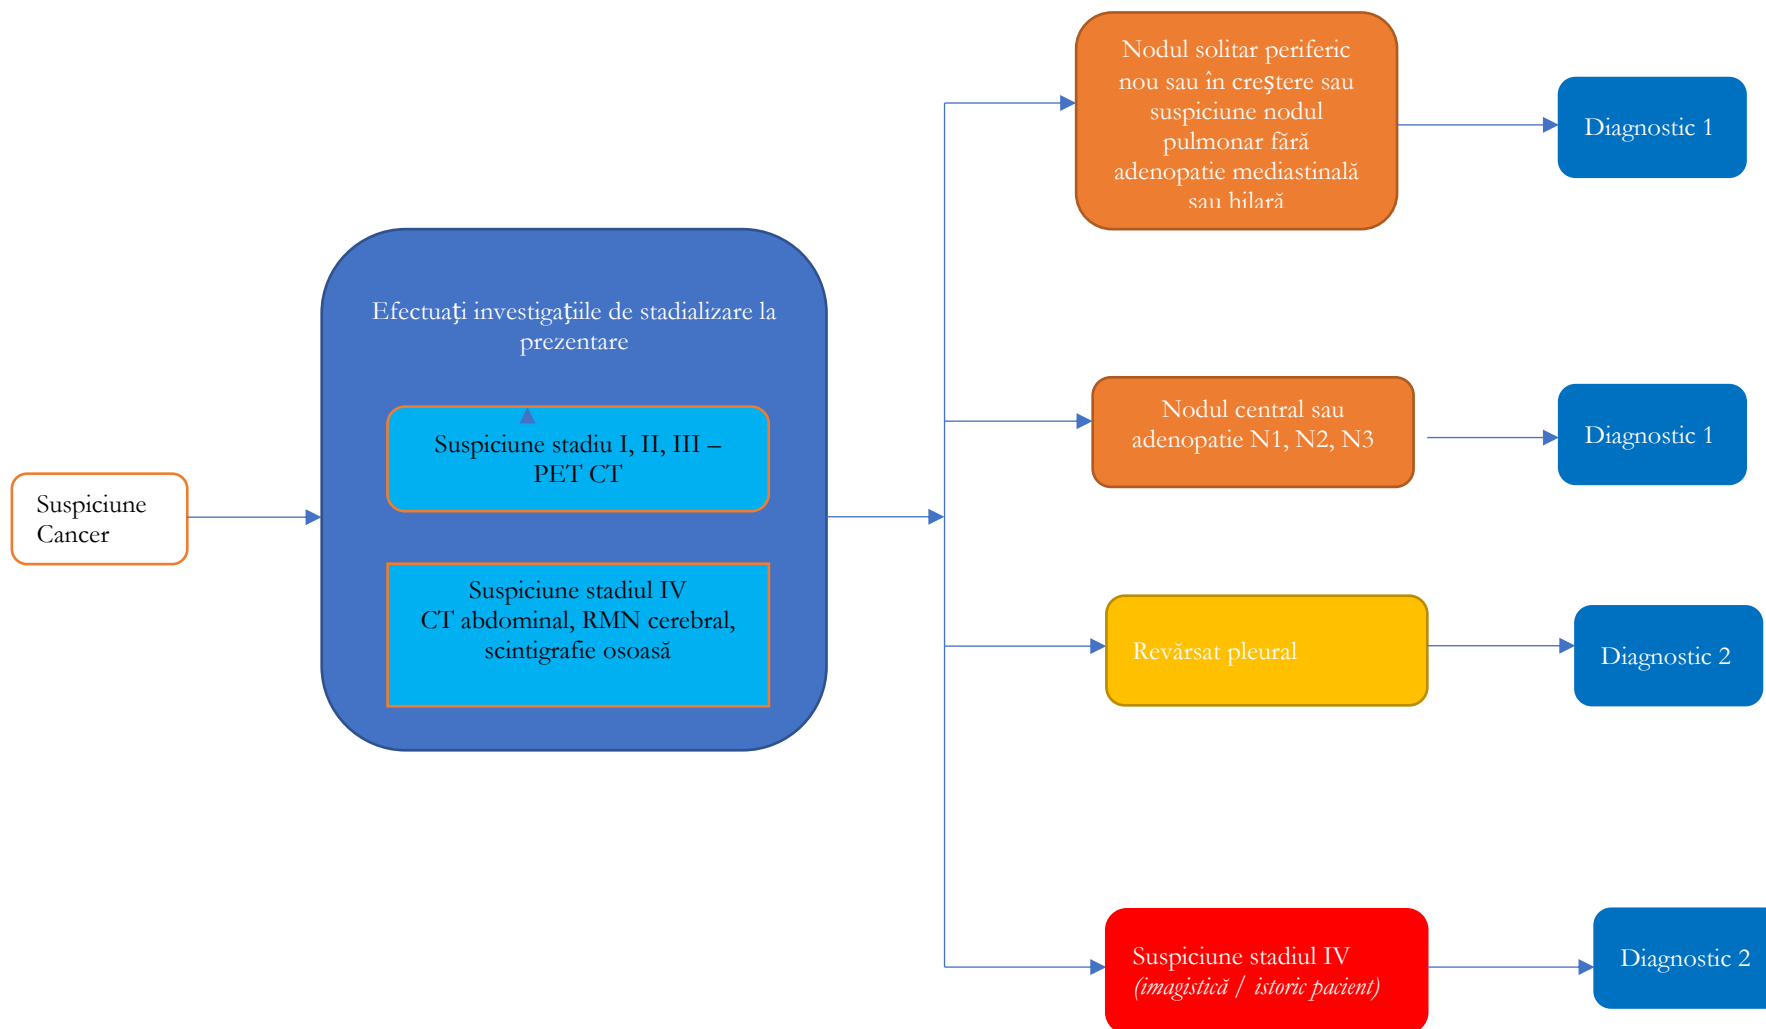 Suspiciune
Cancer
Efectuați investigațiile de stadializare la
prezentare
Suspiciune stadiu I, II, III –
PET CT
Suspiciune stadiul IV
CT abdominal, RMN cerebral,
scintigrafie osoasă
Nodul solitar periferic
nou sau în creștere sau
suspiciune nodul
pulmonar fără
adenopatie mediastinală
sau hilară
Diagnostic 1
Nodul central sau
adenopatie N1, N2, N3
Diagnostic 1
Revărsat pleural
Diagnostic 2
Suspiciune stadiul IV
(imagistică / istoric pacient)
Diagnostic 2